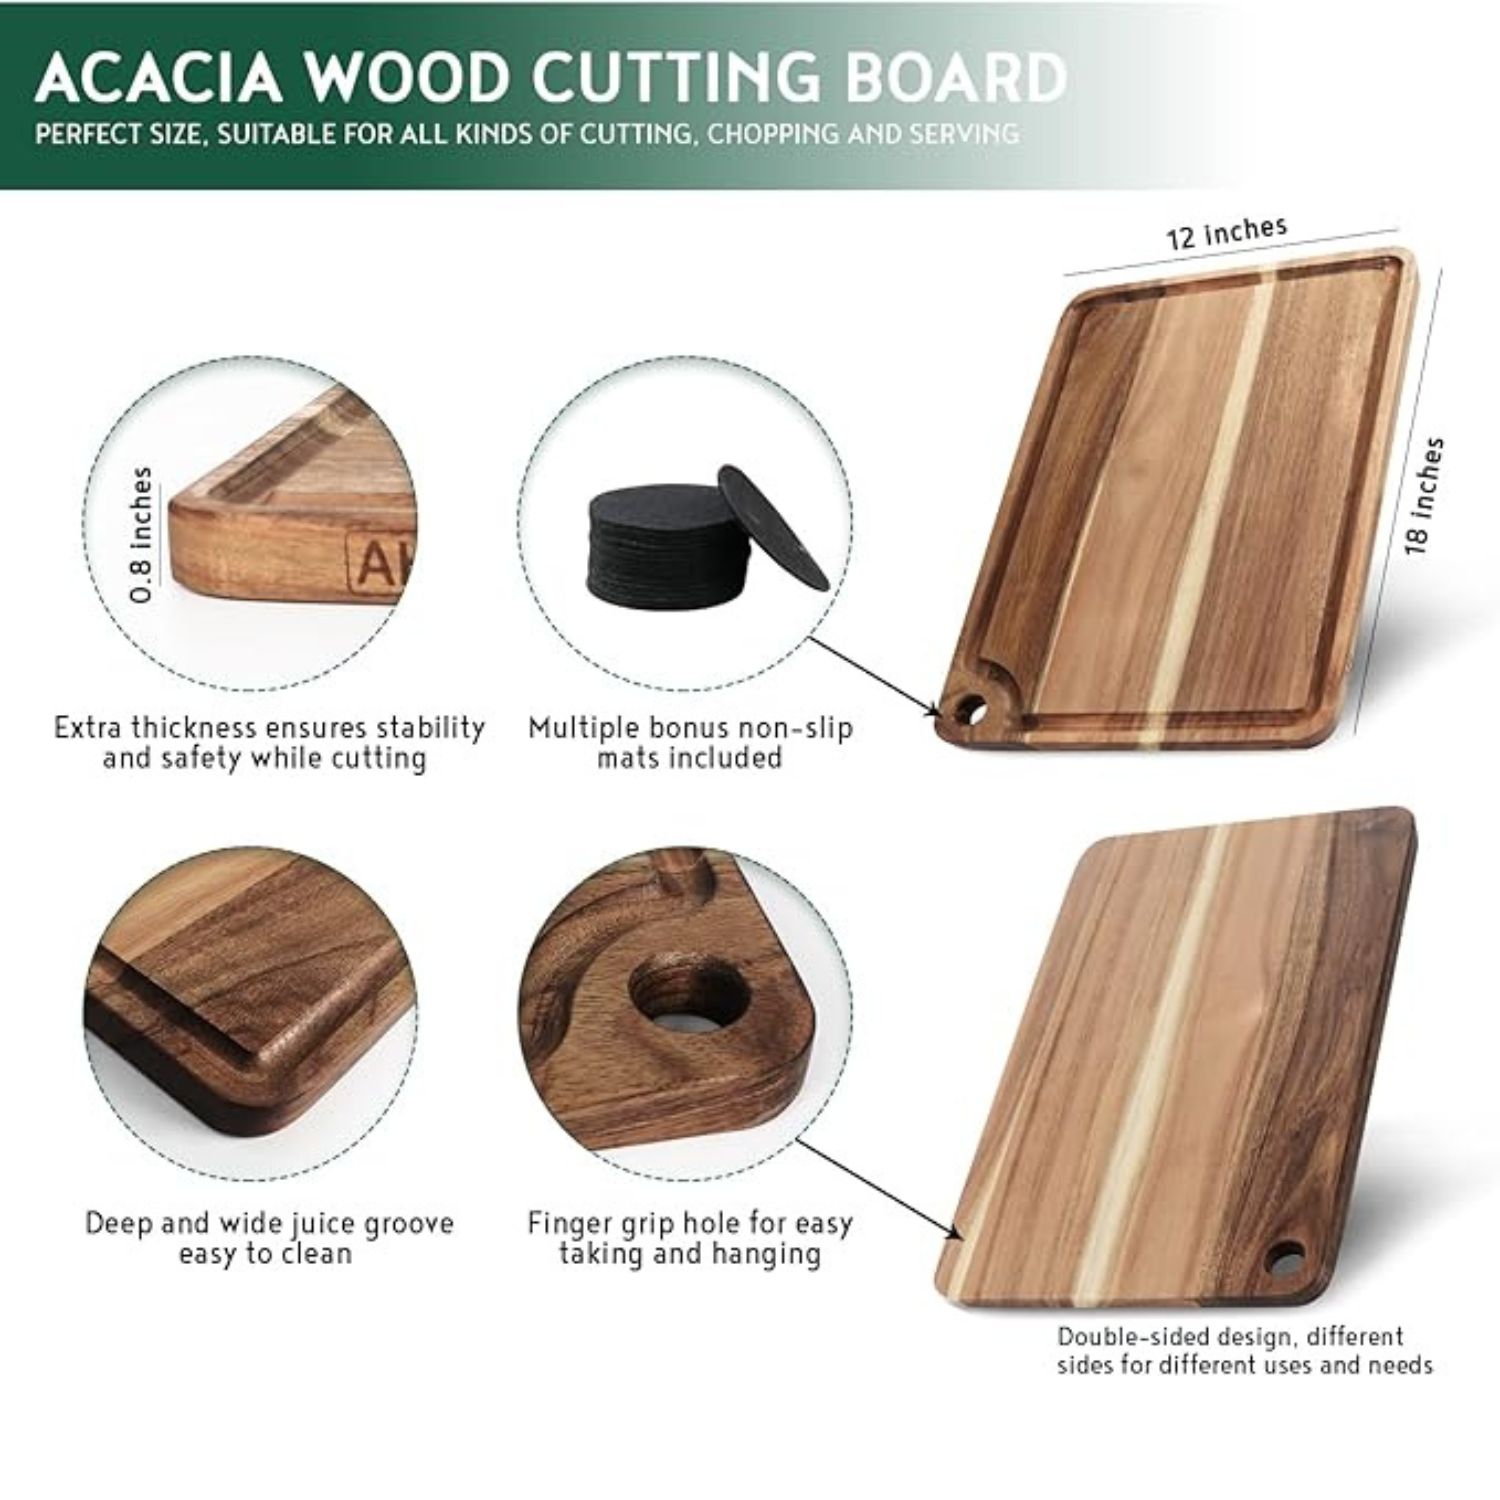 ACACIA WOOD CUTTING BOARD
PERFECT SIZE, SUITABLE FOR ALL KINDS OF CUTTING, CHOPPING AND SERVING
12 inches
18 inches
0.8 inches
Extra thickness ensures stability
and safety while cutting
Multiple bonus non-slip
mats included
Deep and wide juice groove
easy to clean
Finger grip hole for easy
taking and hanging
Double-sided design, different
sides for different uses and needs